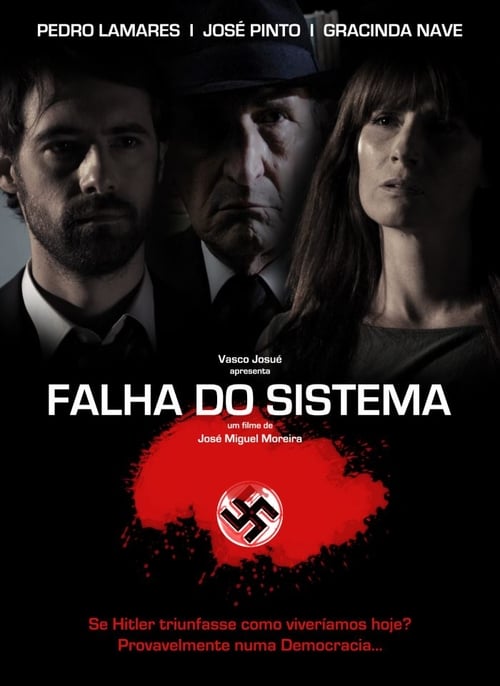 PEDRO LAMARES | JOSÉ PINTO | GRACINDA NAVE
Vasco Josué
apresenta
FALHA DO SISTEMA
um filme de
José Miguel Moreira
Se Hitler triunfasse como viveríamos hoje?
Provavelmente numa Democracia...